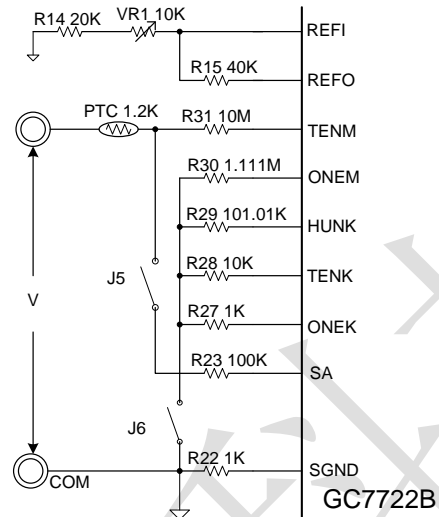 R14 20K
VR1 10K
REFI
R15 40K
REFO
PTC 1.2K
R31 10M
TENM
R30 1.111M
ONEM
R29 101.01K
HUNK
J5
R28 10K
TENK
V
R27 1K
ONEK
R23 100K
SA
J6
R22 1K
SGND
COM
GC7722B